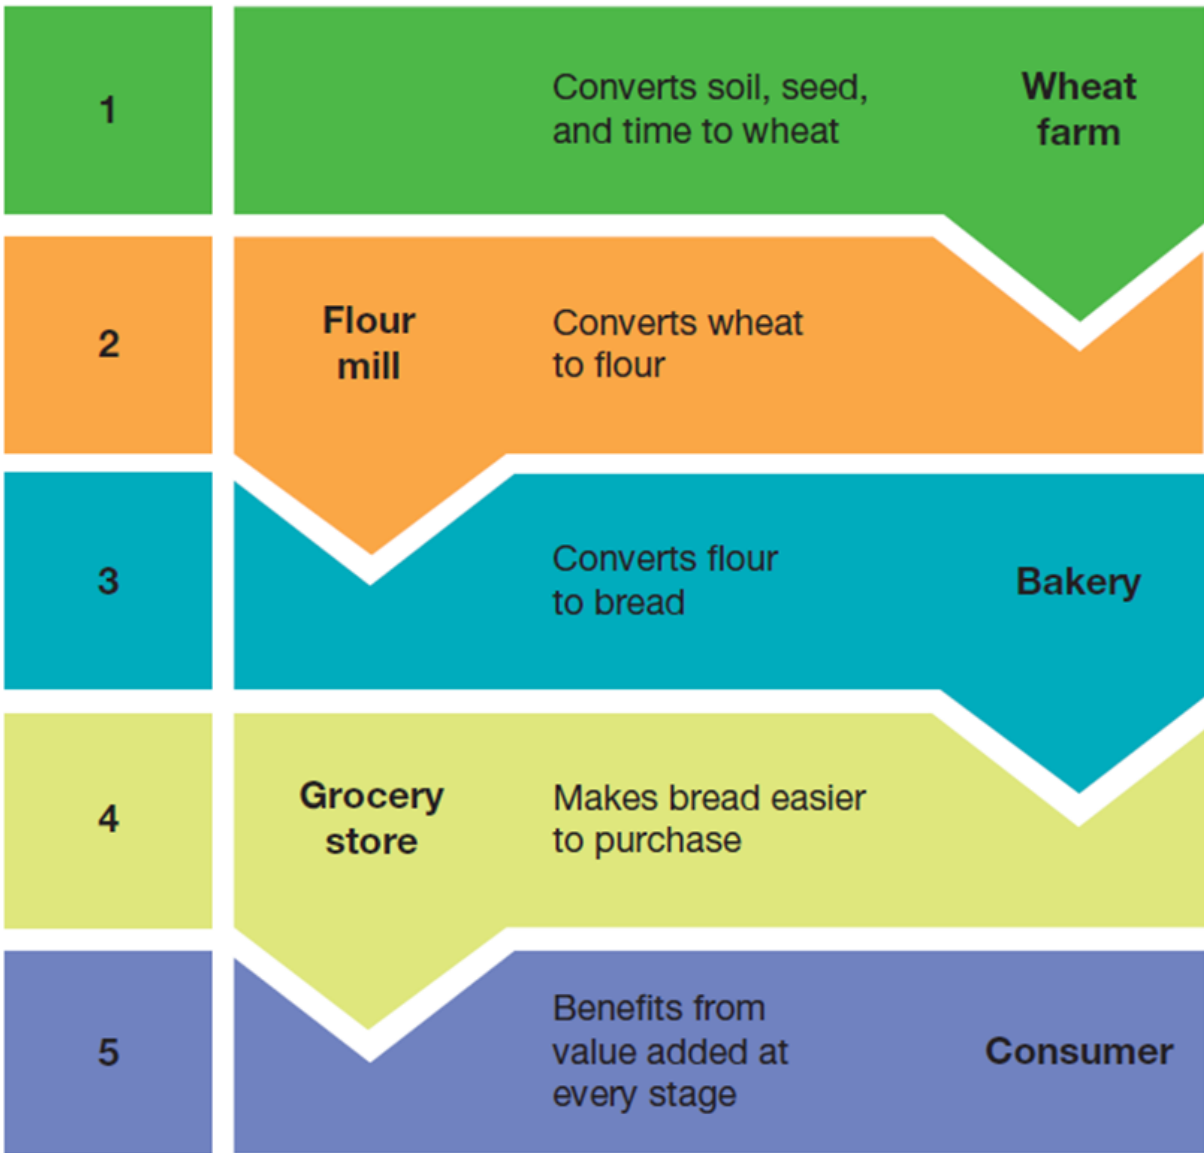 1
Converts soil, seed,
and time to wheat
Wheat
farm
2
Flour
mill
Converts wheat
to flour
3
Converts flour
to bread
Bakery
4
Grocery
store
Makes bread easier
to purchase
5
Benefits from
value added at
every stage
Consumer